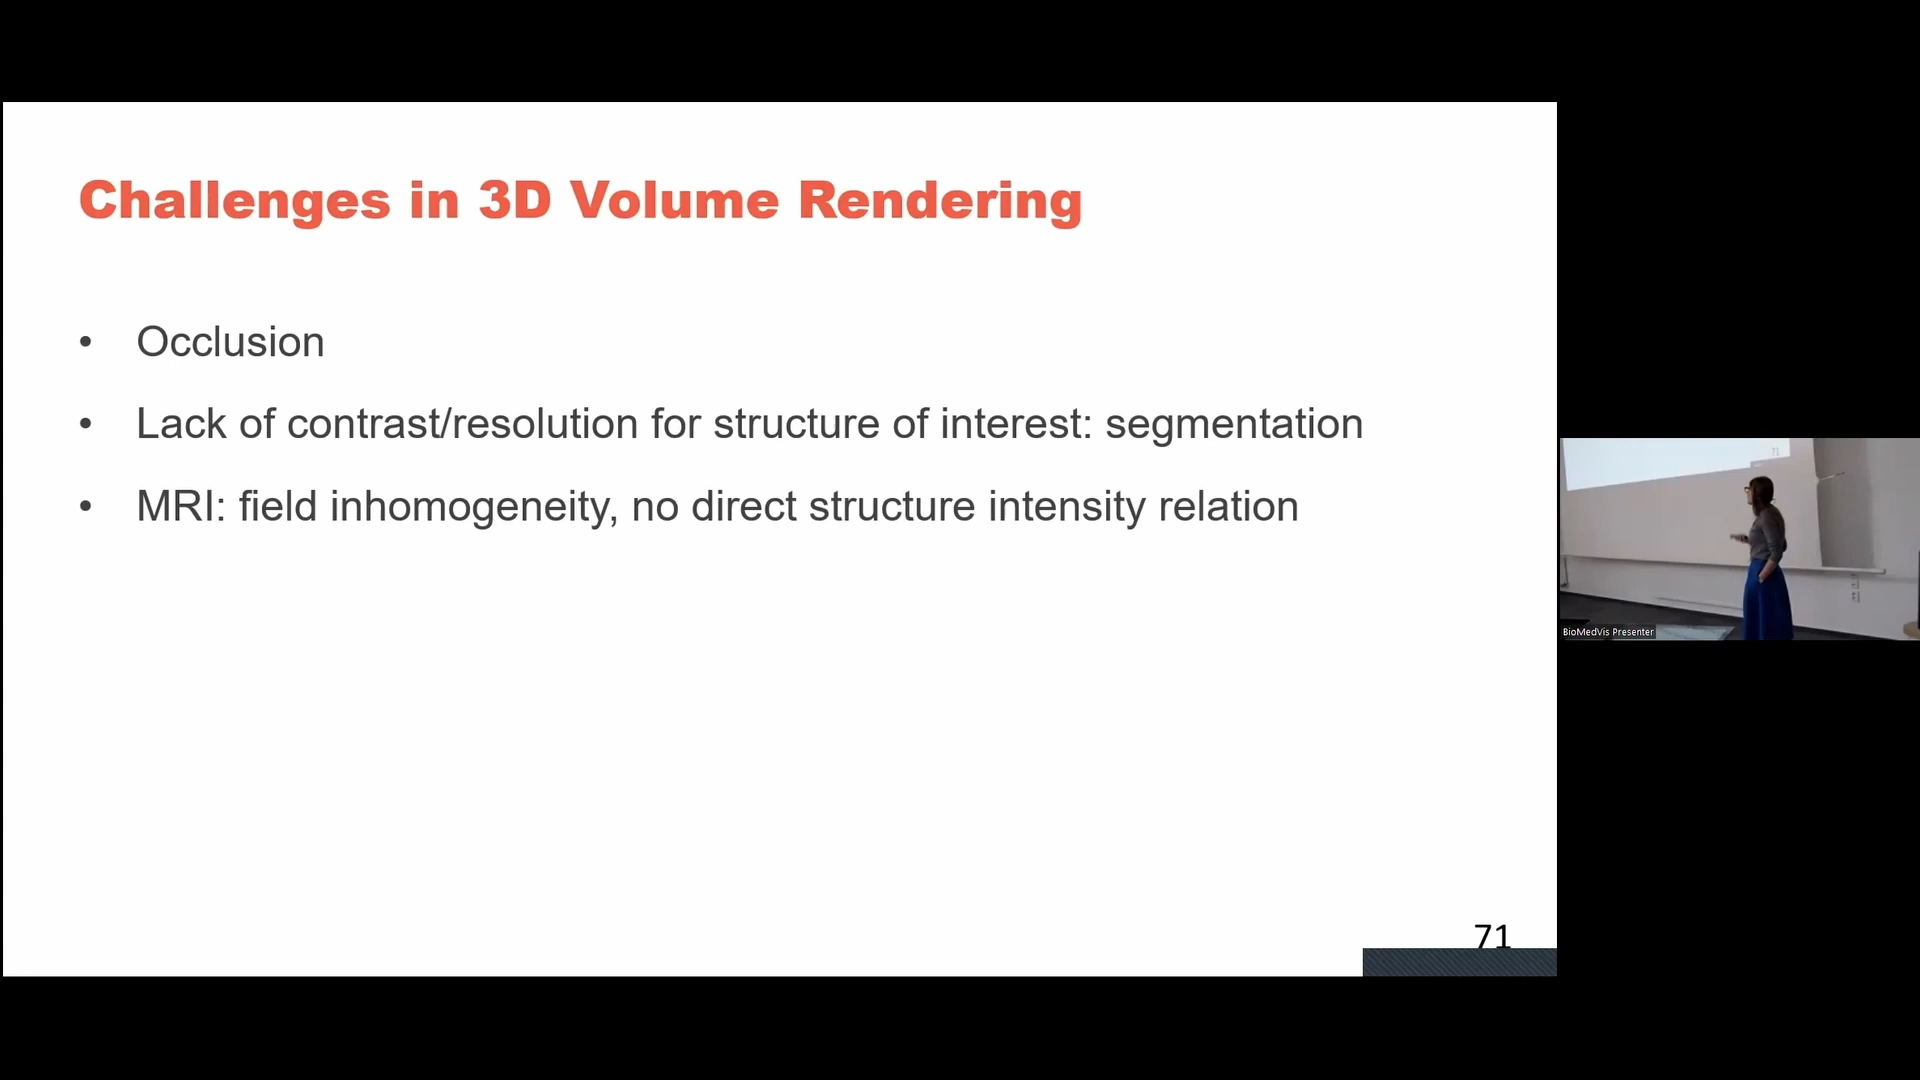 Challenges in 3D Volume Rendering
• Occlusion
• Lack of contrast/resolution for structure of interest: segmentation
• MRI: field inhomogeneity, no direct structure intensity relation
71
71
BioMedVis Presenter